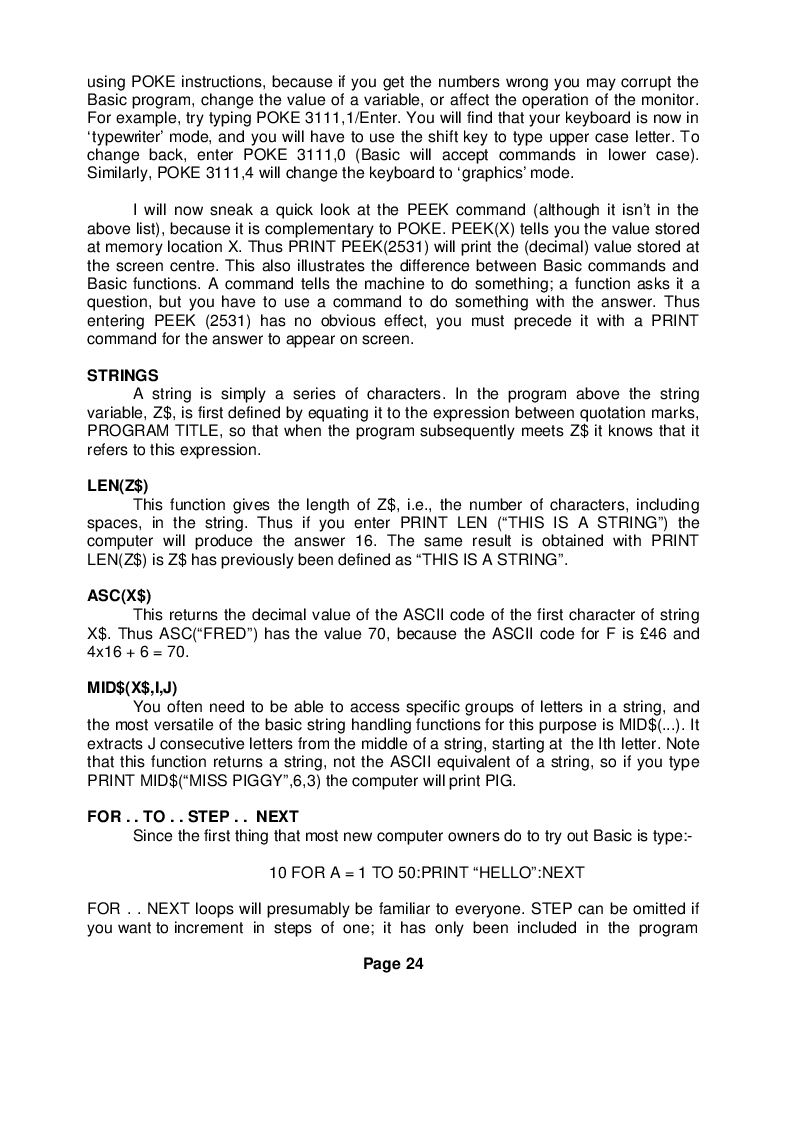 using POKE instructions, because if you get the numbers wrong you may corrupt the
Basic program, change the value of a variable, or affect the operation of the monitor.
For example, try typing POKE 3111,1/Enter. You will find that your keyboard is now in
‘typewriter’ mode, and you will have to use the shift key to type upper case letter. To
change back, enter POKE 3111,0 (Basic will accept commands in lower case).
Similarly, POKE 3111,4 will change the keyboard to ‘graphics’ mode.
I will now sneak a quick look at the PEEK command (although it isn’t in the
above list), because it is complementary to POKE. PEEK(X) tells you the value stored
at memory location X. Thus PRINT PEEK(2531) will print the (decimal) value stored at
the screen centre. This also illustrates the difference between Basic commands and
Basic functions. A command tells the machine to do something; a function asks it a
question, but you have to use a command to do something with the answer. Thus
entering PEEK (2531) has no obvious effect, you must precede it with a PRINT
command for the answer to appear on screen.
STRINGS
A string is simply a series of characters. In the program above the string
variable, Z$, is first defined by equating it to the expression between quotation marks,
PROGRAM TITLE, so that when the program subsequently meets Z$ it knows that it
refers to this expression.
LEN(Z$)
This function gives the length of Z$, i.e., the number of characters, including
spaces, in the string. Thus if you enter PRINT LEN (“THIS IS A STRING”) the
computer will produce the answer 16. The same result is obtained with PRINT
LEN(Z$) is Z$ has previously been defined as “THIS IS A STRING”.
ASC(X$)
This returns the decimal value of the ASCII code of the first character of string
X$. Thus ASC(“FRED”) has the value 70, because the ASCII code for F is £46 and
4x16 + 6 = 70.
MID$(X$,I,J)
You often need to be able to access specific groups of letters in a string, and
the most versatile of the basic string handling functions for this purpose is MID$(...). It
extracts J consecutive letters from the middle of a string, starting at the Ith letter. Note
that this function returns a string, not the ASCII equivalent of a string, so if you type
PRINT MID$(“MISS PIGGY”,6,3) the computer will print PIG.
FOR . . TO . . STEP . . NEXT
Since the first thing that most new computer owners do to try out Basic is type:-
10 FOR A = 1 TO 50:PRINT “HELLO”:NEXT
FOR . . NEXT loops will presumably be familiar to everyone. STEP can be omitted if
you want to increment in steps of one; it has only been included in the program
Page 24